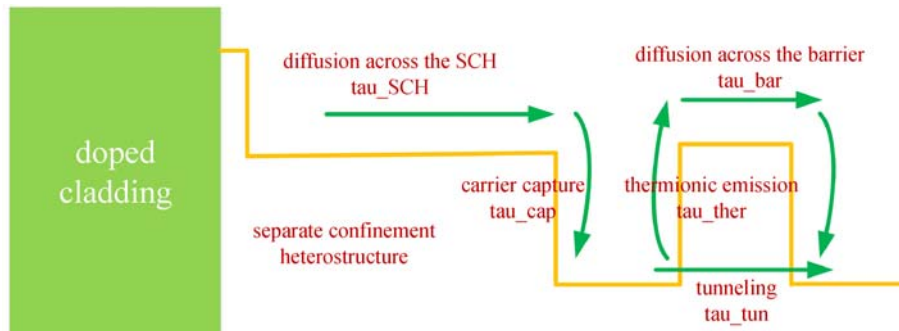 doped
cladding
diffusion across the SCH
tau_SCH
separate confinement
heterostructure
carrier capture
tau_cap
thermionic emission
tau_ther
diffusion across the barrier
tau_bar
tunneling
tau_tun